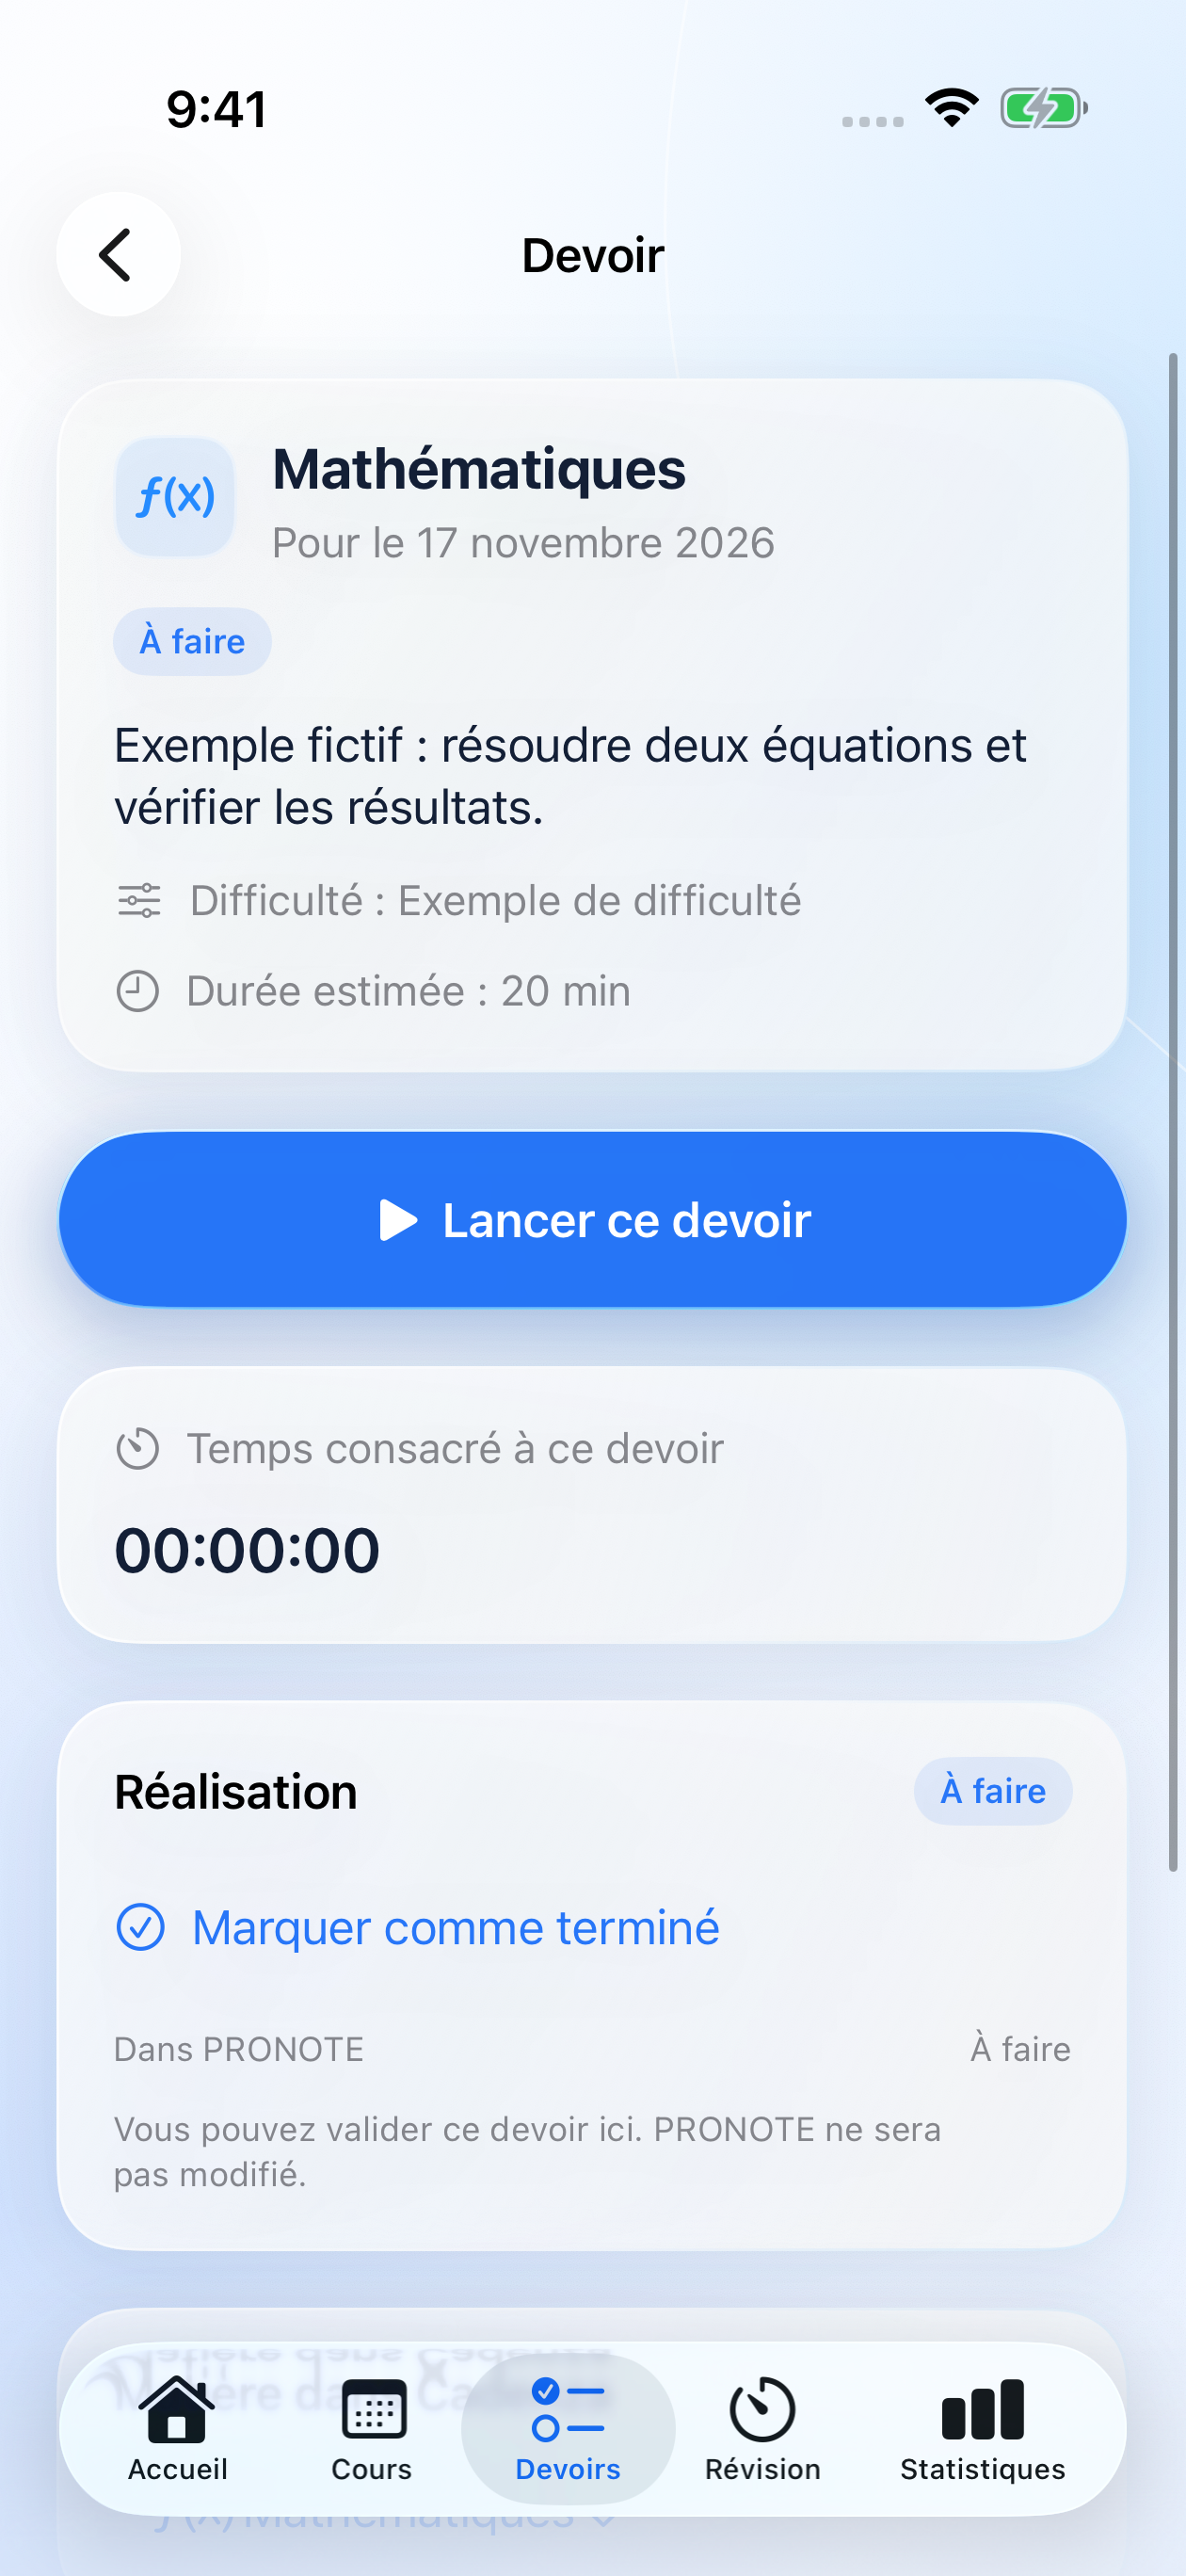 9:41
Devoir
f(x)
Mathématiques
Pour le 17 novembre 2026
À faire
Exemple fictif : résoudre deux équations et
vérifier les résultats.
Difficulté : Exemple de difficulté
Durée estimée : 20 min
Lancer ce devoir
Temps consacré à ce devoir
00:00:00
Réalisation
À faire
Marquer comme terminé
Dans PRONOTE
À faire
Vous pouvez valider ce devoir ici. PRONOTE ne sera
pas modifié.
Accueil
Cours
Devoirs
Révision
Statistiques
f(x) Mathématiques